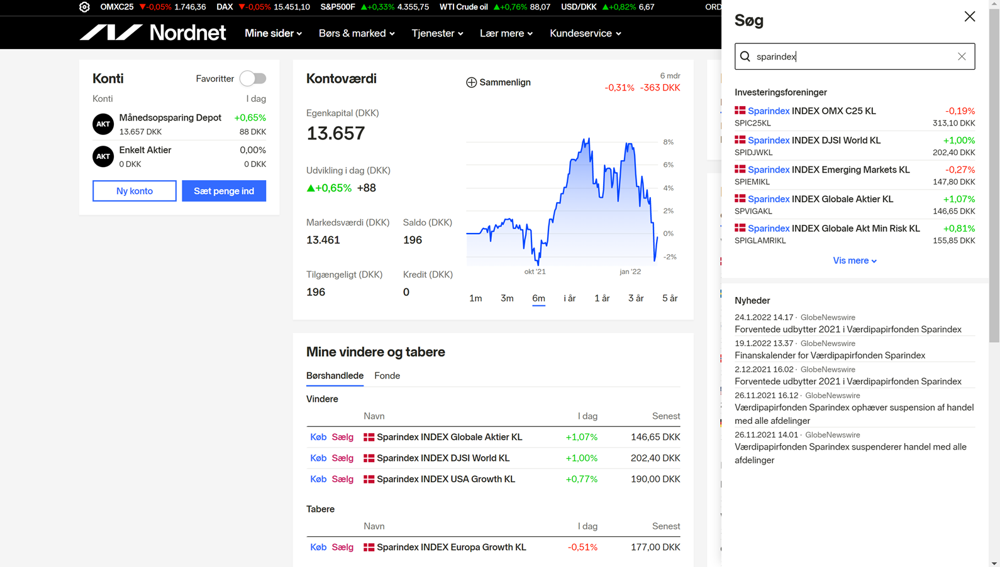 OMXC25 ▼-0,05% 1.746,36 DAX ▼-0,05% 15.451,10 S&P500F ▲+0,33% 4.355,75 WTI Crude oil ▲+0,76% 88,07 USD/DKK ▲+0,82% 6,67 ORD
Nordnet Mine sider Børs & marked Tjenester Lær mere Kundeservice
Konti Favoritter
Konti I dag
AKT Månedsopsparing Depot +0,65%
13.657 DKK 88 DKK
AKT Enkelt Aktier 0,00%
0 DKK 0 DKK
Ny konto Sæt penge ind
Kontoværdi
Sammenlign
6 mdr
-0,31% -363 DKK
Egenkapital (DKK)
13.657
Udvikling i dag (DKK)
▲+0,65% +88
Markedsværdi (DKK) Saldo (DKK)
13.461 196
Tilgængeligt (DKK) Kredit (DKK)
196 0
8%
6%
4%
2%
0%
-2%
okt '21 jan '22
1m 3m 6m i år 1 år 3 år 5 år
Mine vindere og tabere
Børshandlede Fonde
Vindere
Navn I dag Senest
Køb Sælg Sparindex INDEX Globale Aktier KL +1,07% 146,65 DKK
Køb Sælg Sparindex INDEX DJSI World KL +1,00% 202,40 DKK
Køb Sælg Sparindex INDEX USA Growth KL +0,77% 190,00 DKK
Tabere
Navn I dag Senest
Køb Sælg Sparindex INDEX Europa Growth KL -0,51% 177,00 DKK
Søg
sparindex
Investeringsforeninger
Sparindex INDEX OMX C25 KL -0,19%
SPIC25KL 313,10 DKK
Sparindex INDEX DJSI World KL +1,00%
SPIDJWKL 202,40 DKK
Sparindex INDEX Emerging Markets KL -0,27%
SPIEMIKL 147,80 DKK
Sparindex INDEX Globale Aktier KL +1,07%
SPVIGAKL 146,65 DKK
Sparindex INDEX Globale Akt Min Risk KL +0,81%
SPIGLAMRIKL 155,85 DKK
Vis mere
Nyheder
24.1.2022 14.17 · GlobeNewswire
Forventede udbytter 2021 i Værdipapirfonden Sparindex
19.1.2022 13.37 · GlobeNewswire
Finanskalender for Værdipapirfonden Sparindex
2.12.2021 16.02 · GlobeNewswire
Forventede udbytter 2021 i Værdipapirfonden Sparindex
26.11.2021 16.12 · GlobeNewswire
Værdipapirfonden Sparindex ophæver suspension af handel
med alle afdelinger
26.11.2021 14.01 · GlobeNewswire
Værdipapirfonden Sparindex suspenderer handel med alle
afdelinger